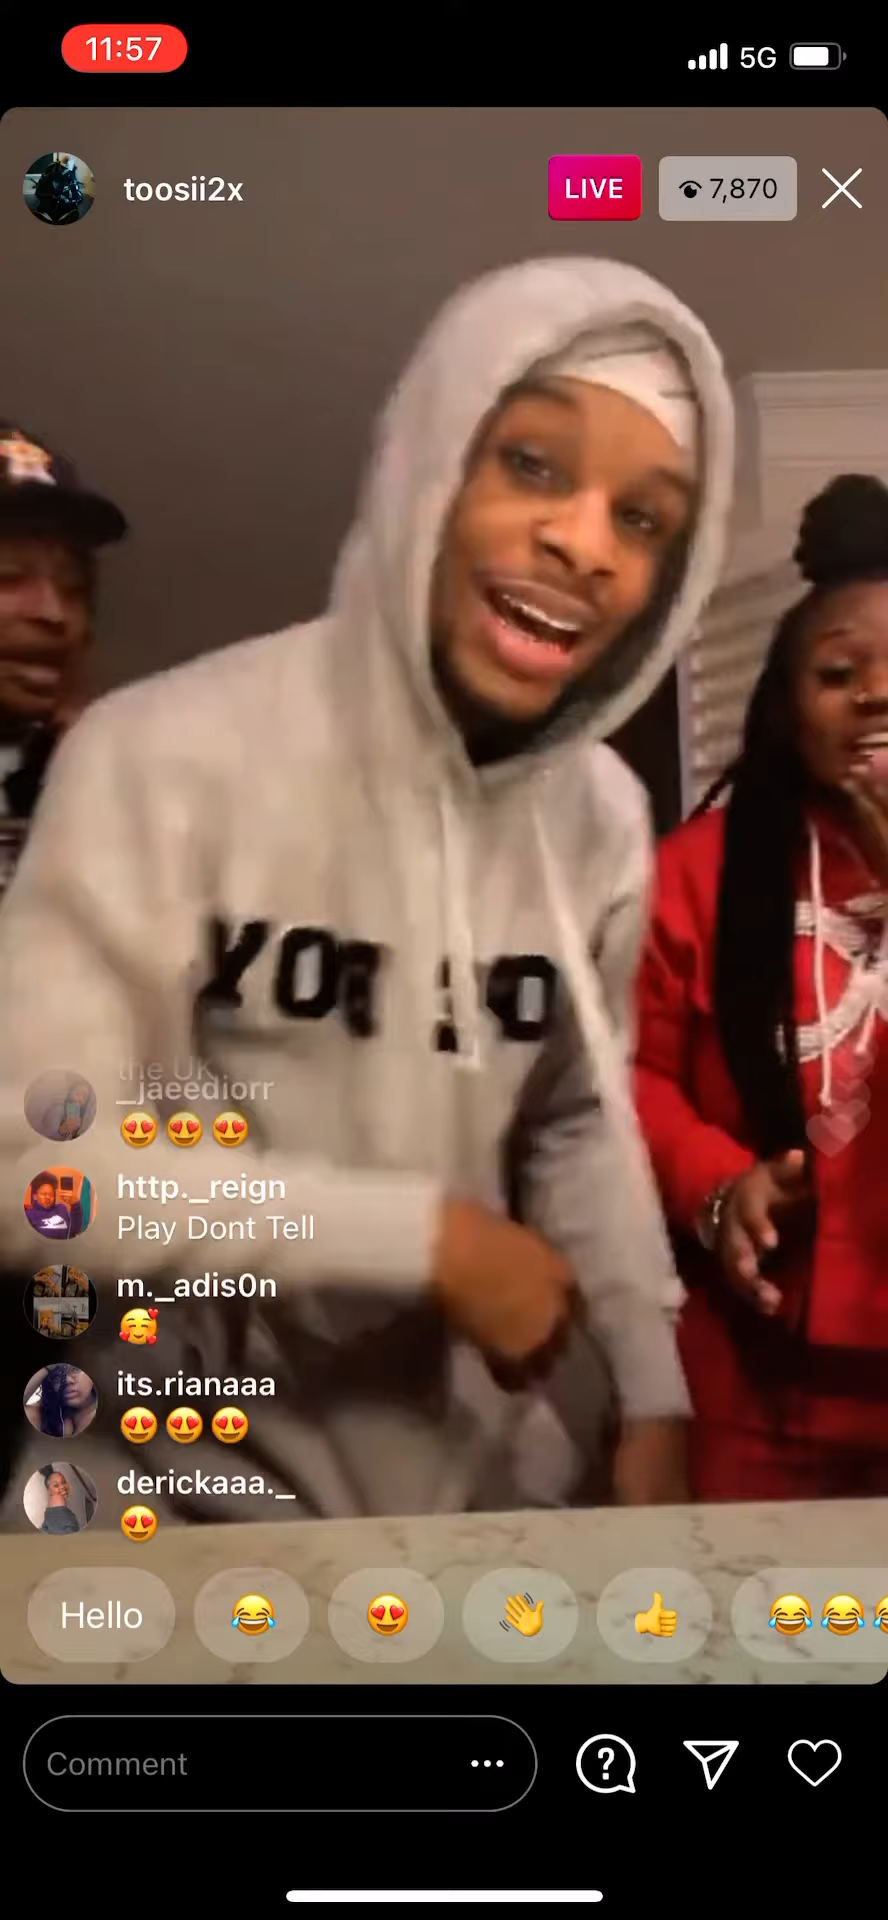 11:57
5G
toosii2x
LIVE
7,870
the UK
_jaeediorr
😍😍😍
http._reign
Play Dont Tell
m._adis0n
🥰
its.rianaaa
😍😍😍
derickaaa._
😍
Hello
Comment